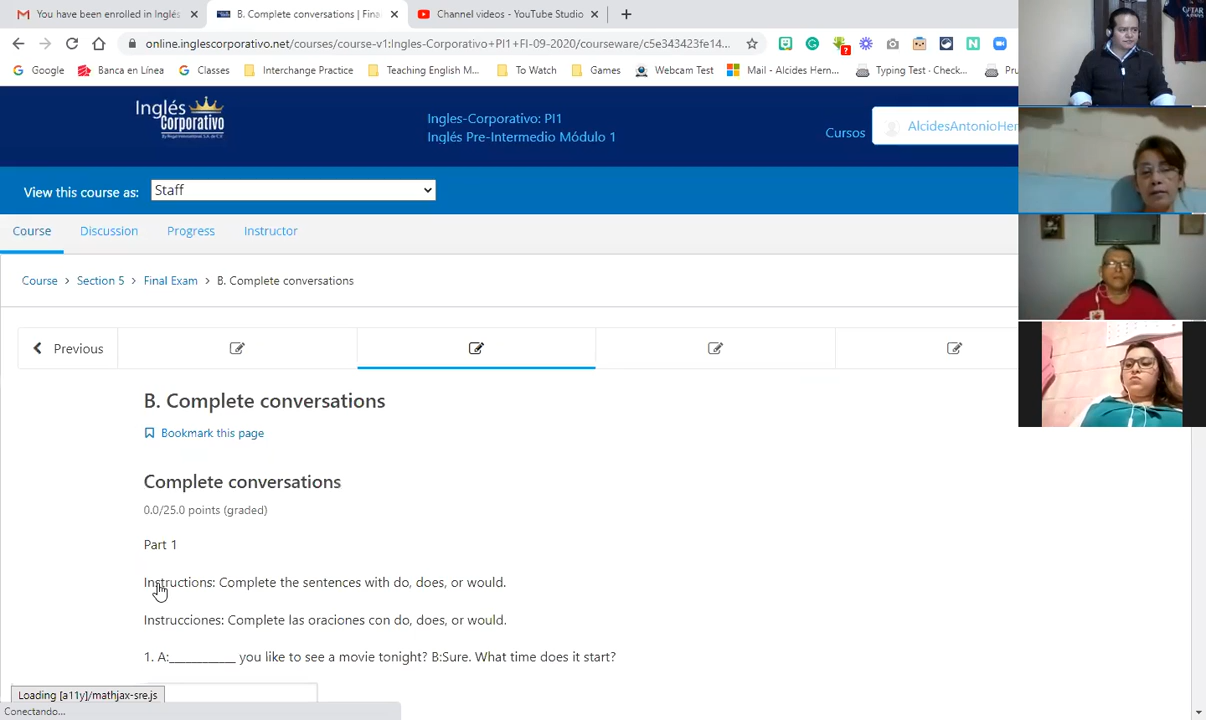 You have been enrolled in Inglés
B. Complete conversations | Fina
Channel videos - YouTube Studio
online.inglescorporativo.net/courses/course-v1:Ingles-Corporativo+PI1+FI-09-2020/courseware/c5e343423fe14...
Google
Banca en Línea
Classes
Interchange Practice
Teaching English M...
To Watch
Games
Webcam Test
Mail - Alcides Hern...
Typing Test · Check...
Pru
Inglés
Corporativo
Ingles-Corporativo: PI1
Inglés Pre-Intermedio Módulo 1
Cursos
AlcidesAntonioHer
View this course as:
Staff
Course
Discussion
Progress
Instructor
Course > Section 5 > Final Exam > B. Complete conversations
Previous
B. Complete conversations
Bookmark this page
Complete conversations
0.0/25.0 points (graded)
Part 1
Instructions: Complete the sentences with do, does, or would.
Instrucciones: Complete las oraciones con do, does, or would.
1. A:___________ you like to see a movie tonight? B:Sure. What time does it start?
Loading [a11y]/mathjax-sre.js
Conectando...